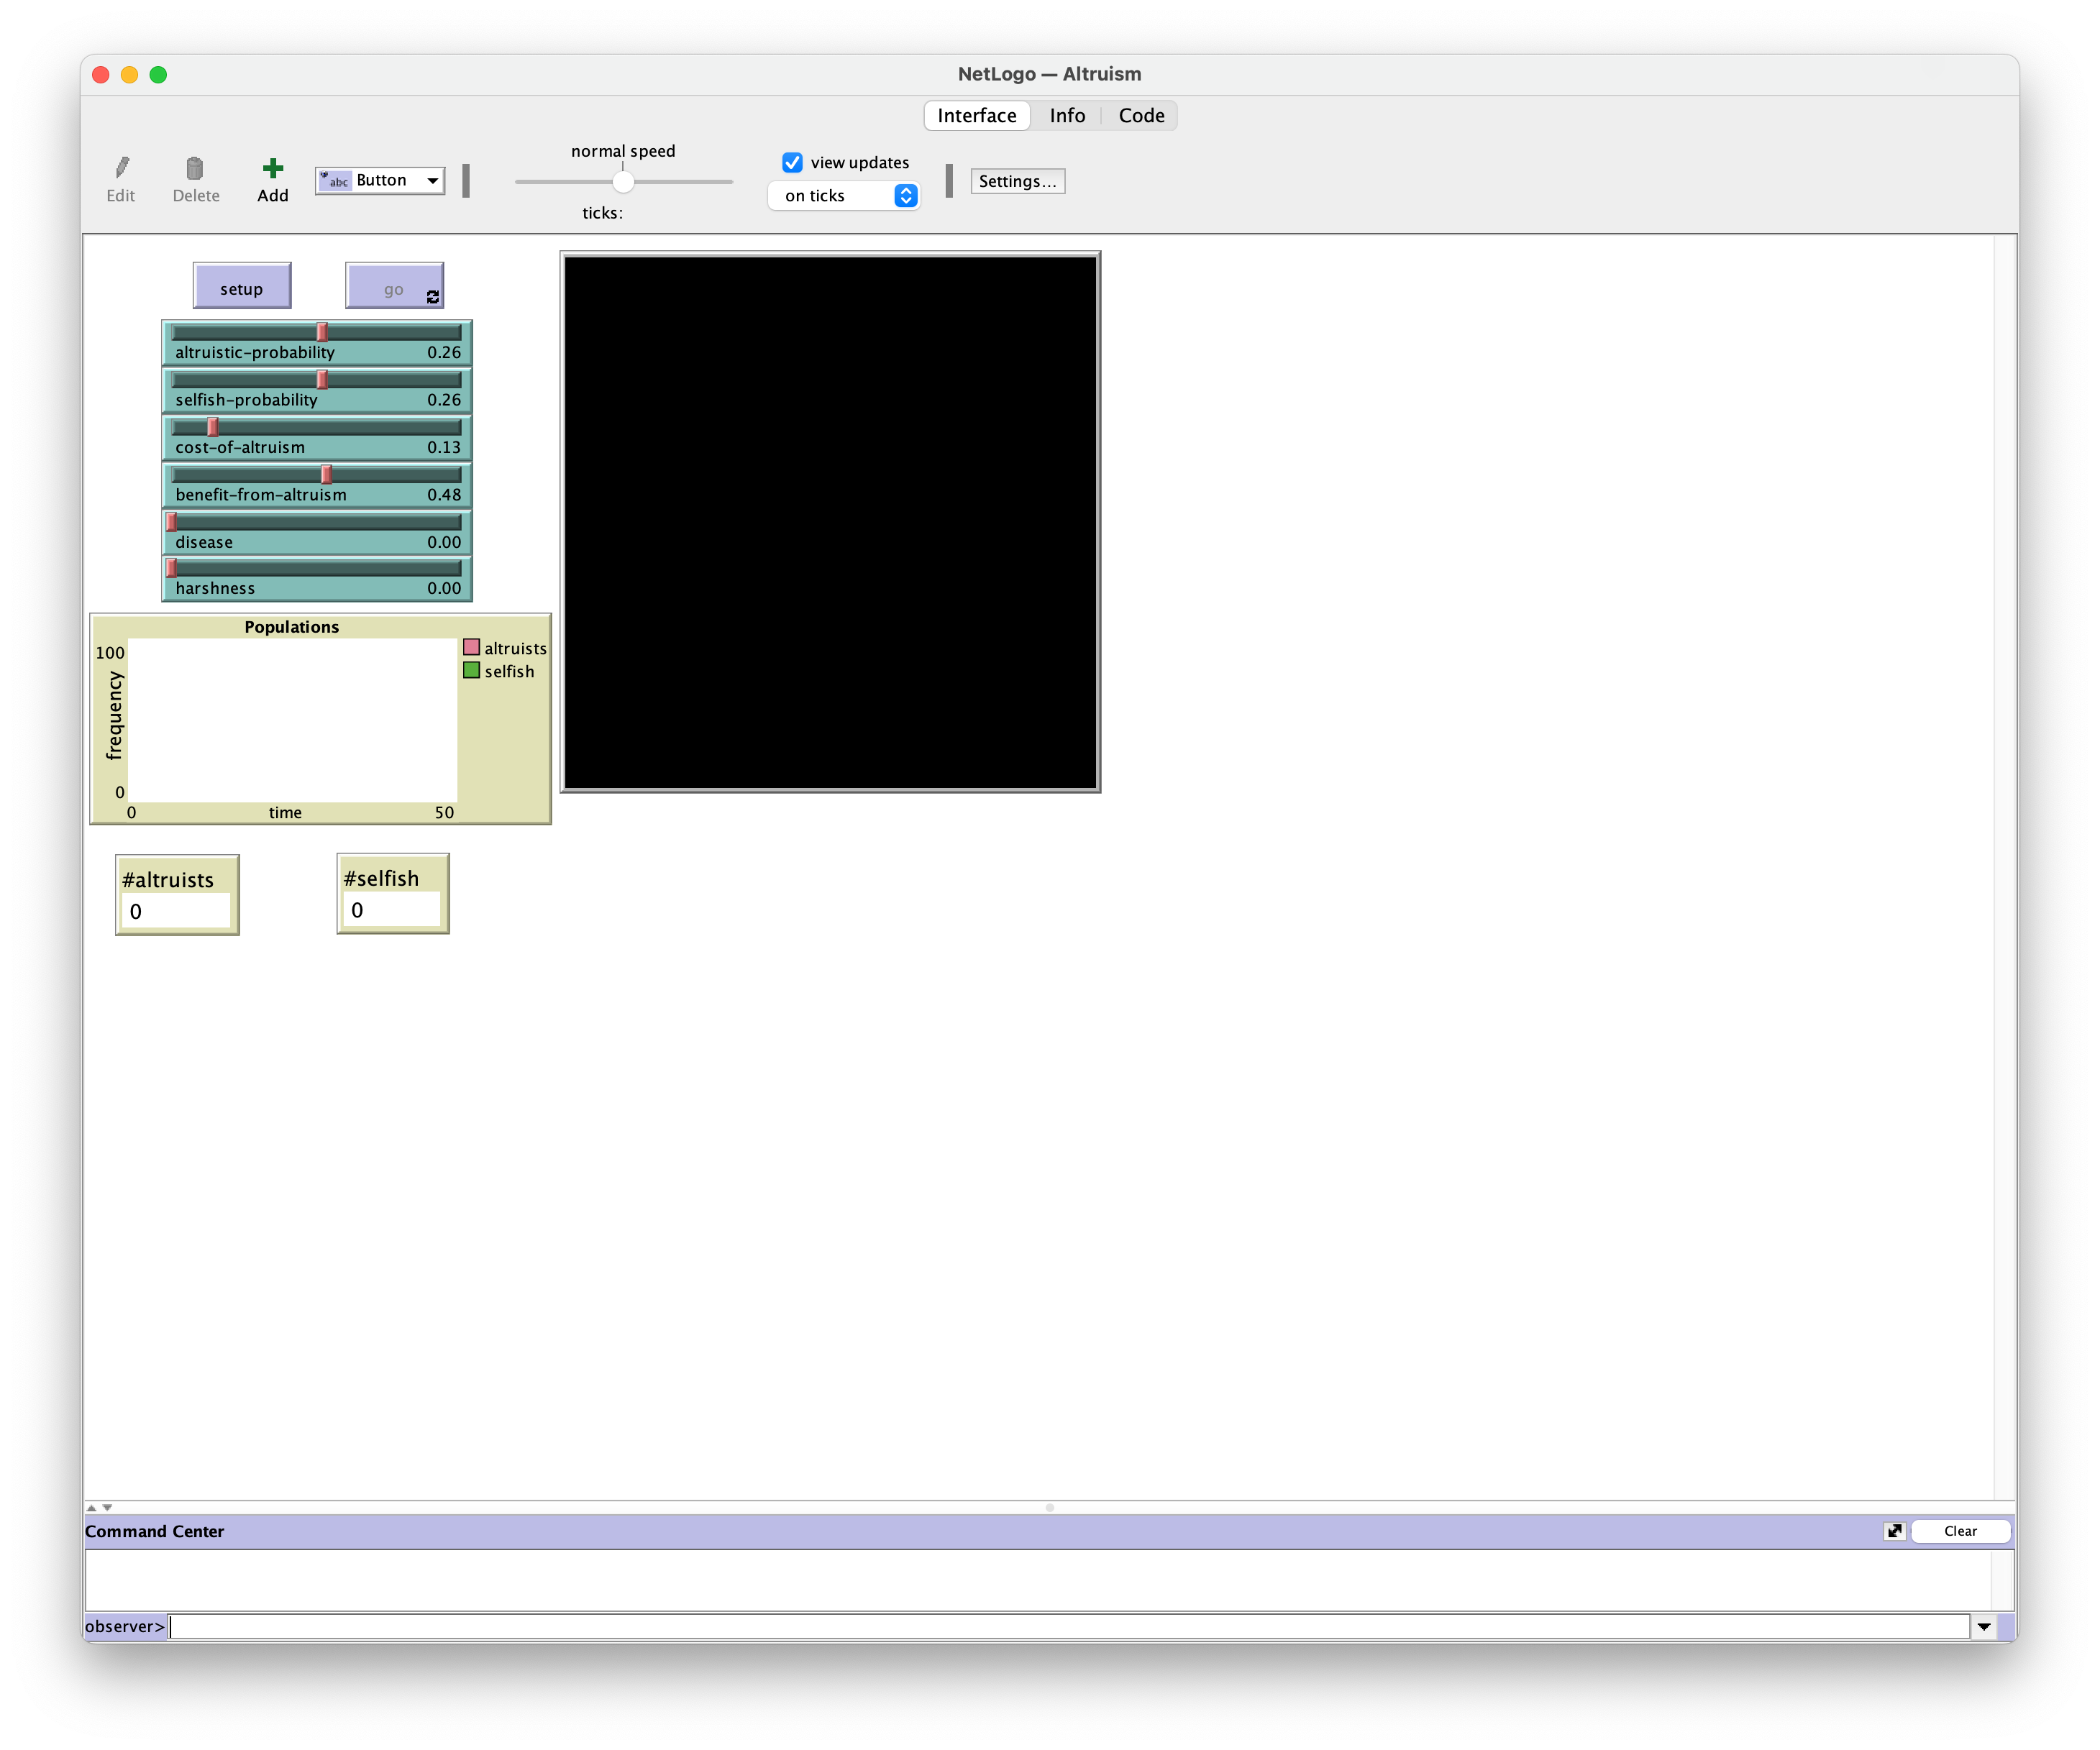 NetLogo — Altruism
Interface Info Code
normal speed
view updates
Edit Delete Add abc Button on ticks Settings...
ticks:
setup go
altruistic-probability 0.26
selfish-probability 0.26
cost-of-altruism 0.13
benefit-from-altruism 0.48
disease 0.00
harshness 0.00
Populations
100
frequency
0
0 time 50
altruists
selfish
#altruists
0
#selfish
0
Command Center Clear
observer>